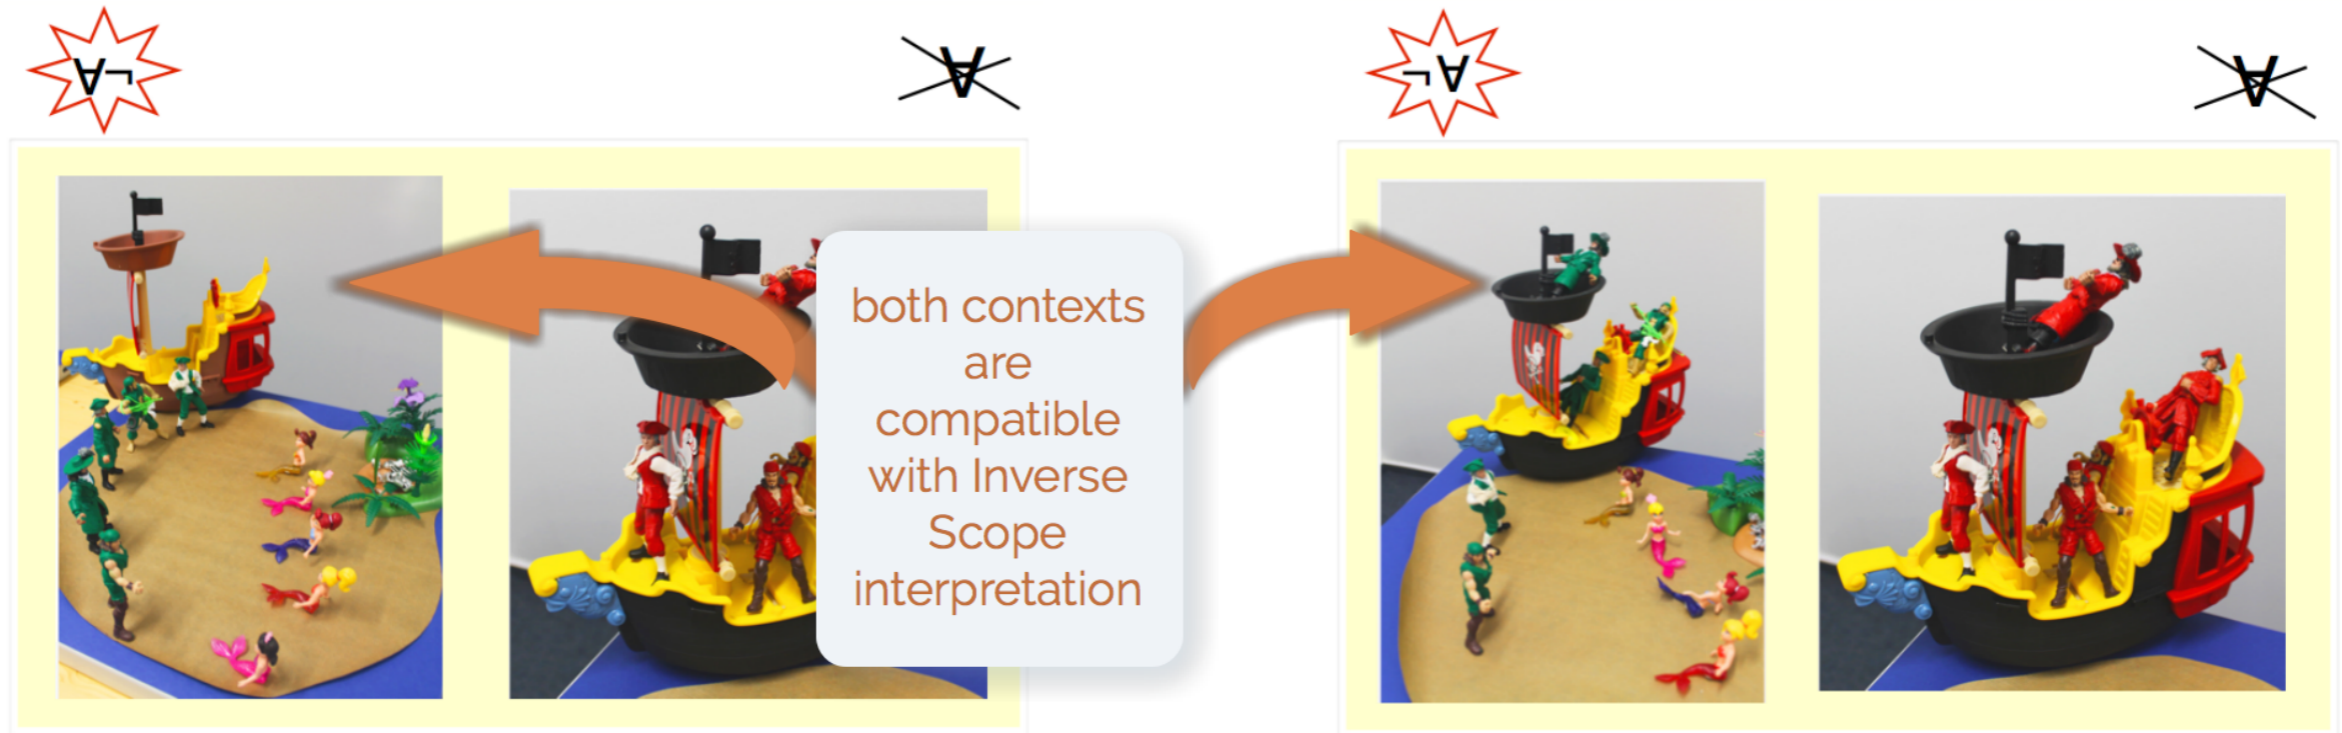 ∀¬
∀
¬ ∀
∀
both contexts
are
compatible
with Inverse
Scope
interpretation